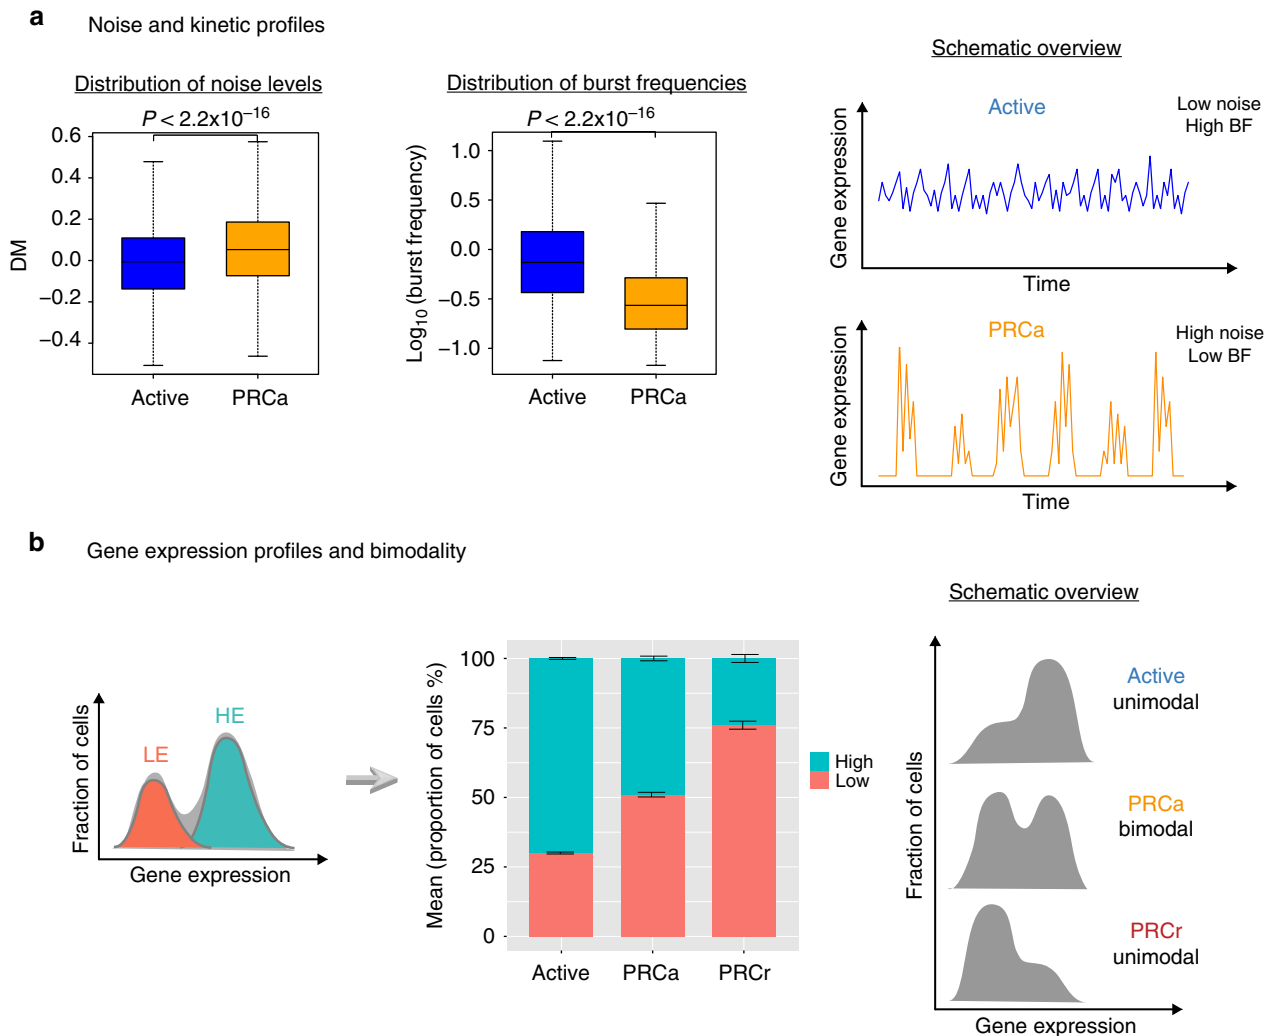 a
Noise and kinetic profiles
Distribution of noise levels
P < 2.2x10⁻¹⁶
DM
0.6
0.4
0.2
0.0
−0.2
−0.4
Active
PRCa
Distribution of burst frequencies
P < 2.2x10⁻¹⁶
Log₁₀ (burst frequency)
1.0
0.5
0.0
−0.5
−1.0
Active
PRCa
Schematic overview
Gene expression
Active
Low noise
High BF
Time
Gene expression
PRCa
High noise
Low BF
Time
b
Gene expression profiles and bimodality
Fraction of cells
LE
HE
Gene expression
Mean (proportion of cells %)
100
75
50
25
0
Active
PRCa
PRCr
High
Low
Schematic overview
Fraction of cells
Active
unimodal
PRCa
bimodal
PRCr
unimodal
Gene expression